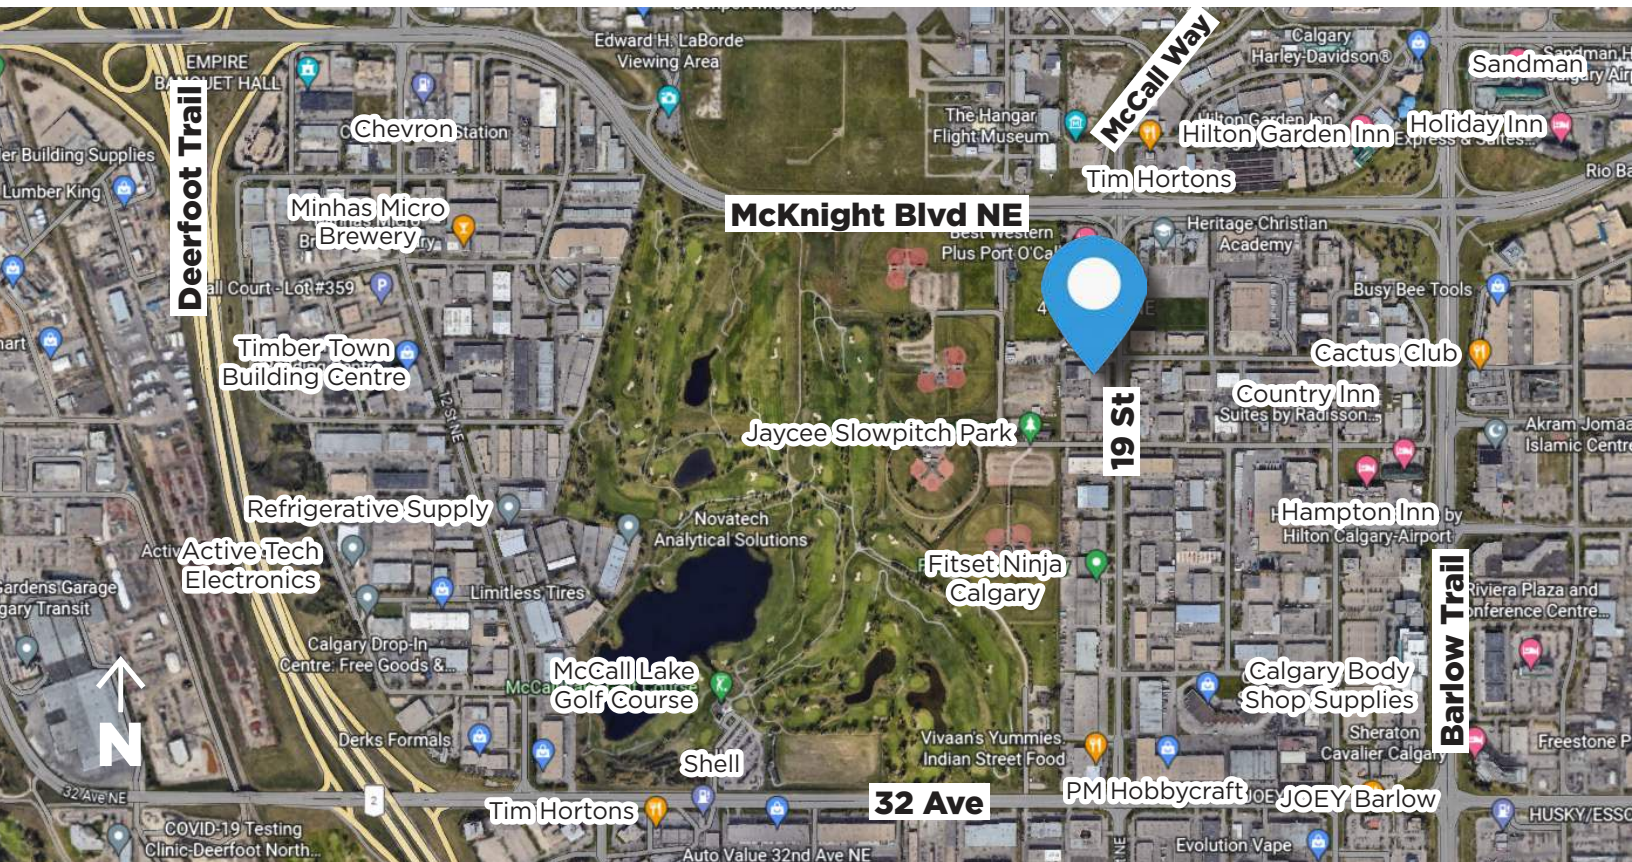 Edward H. LaBorde
Viewing Area
McCall Way
Calgary
Harley-Davidson®
Sandman
EMPIRE
BANQUET HALL
Chevron
The Hangar
Flight Museum
Hilton Garden Inn
Holiday Inn
Express & Suites...
Tim Hortons
Deerfoot Trail
Building Supplies
Lumber King
Minhas Micro
Brewery
McKnight Blvd NE
Best Western
Plus Port O'Cal
Heritage Christian
Academy
Court - Lot #359
P
Busy Bee Tools
Timber Town
Building Centre
Cactus Club
12 St NE
Country Inn
Suites by Radisson...
Jaycee Slowpitch Park
19 St
Akram Jomaa
Islamic Centre
Refrigerative Supply
Novatech
Analytical Solutions
Hampton Inn
by
Hilton Calgary-Airport
Active Tech
Electronics
Fitset Ninja
Calgary
Gardens Garage
Calgary Transit
Limitless Tires
Riviera Plaza and
Conference Centre...
Calgary Drop-In
Centre: Free Goods &...
McCall Lake
Golf Course
Calgary Body
Shop Supplies
Barlow Trail
N
Derks Formals
Vivaan's Yummies
Indian Street Food
Sheraton
Cavalier Calgary
Freestone P
Shell
32 Ave NE
2
Tim Hortons
32 Ave
PM Hobbycraft
JOEY Barlow
HUSKY/ESSO
COVID-19 Testing
Clinic-Deerfoot North...
Auto Value 32nd Ave NE
Evolution Vape